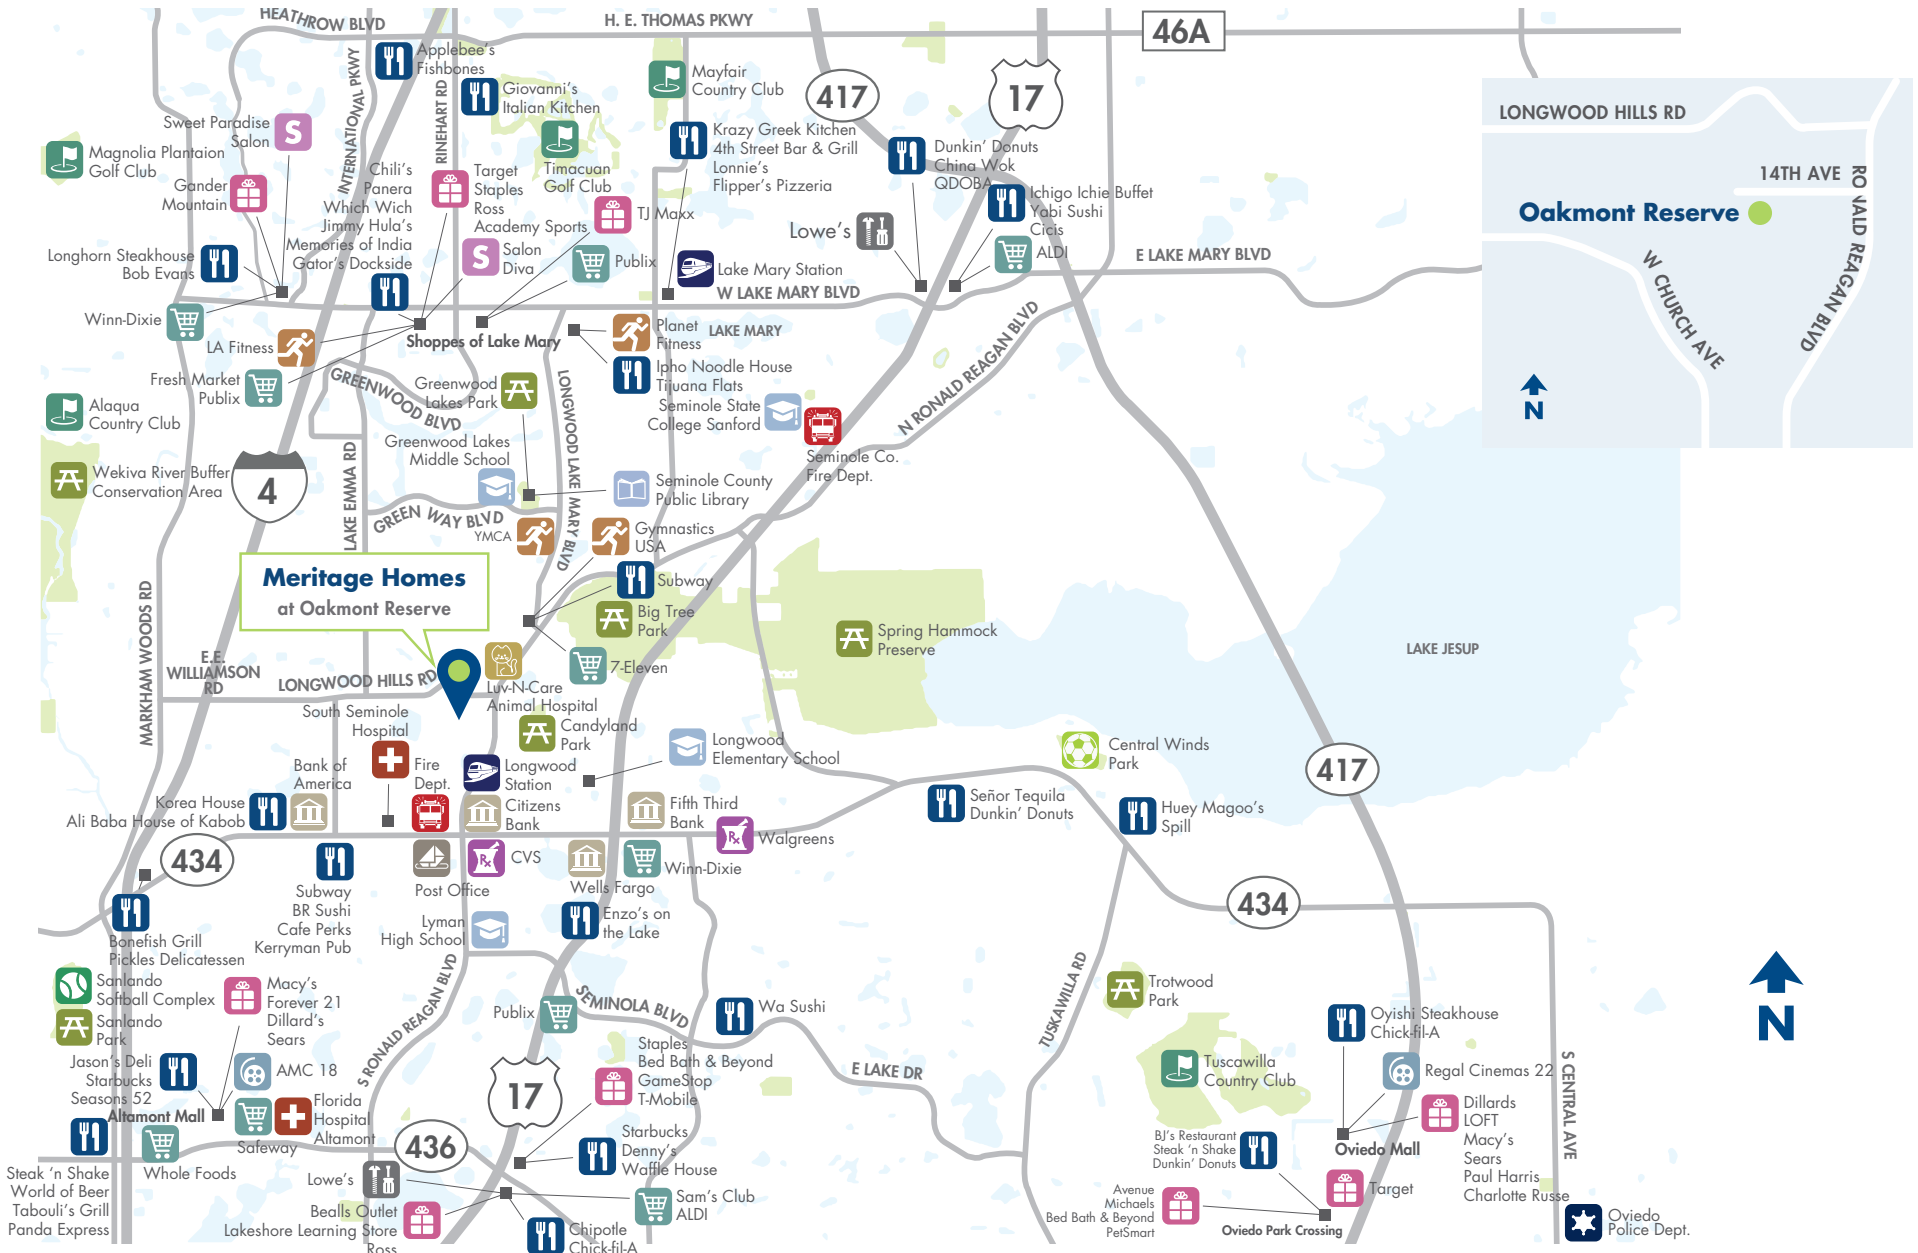 HEATHROW BLVD
H. E. THOMAS PKWY
46A
INTERNATIONAL PKWY
RINEHART RD
Applebee's
Fishbones
Giovanni's
Italian Kitchen
Mayfair
Country Club
417
17
Sweet Paradise
Salon
S
Magnolia Plantaion
Golf Club
Gander
Mountain
Chili's
Panera
Which Wich
Jimmy Hula's
Memories of India
Gator's Dockside
Target
Staples
Ross
Academy Sports
Timacuan
Golf Club
TJ Maxx
Krazy Greek Kitchen
4th Street Bar & Grill
Lonnie's
Flipper's Pizzeria
Dunkin' Donuts
China Wok
QDOBA
Ichigo Ichie Buffet
Yabi Sushi
Cicis
Lowe's
ALDI
E LAKE MARY BLVD
Longhorn Steakhouse
Bob Evans
S
Salon
Diva
Publix
Lake Mary Station
W LAKE MARY BLVD
Winn-Dixie
LA Fitness
Shoppes of Lake Mary
Planet
Fitness
LAKE MARY
Fresh Market
Publix
GREENWOOD BLVD
Greenwood
Lakes Park
LONGWOOD LAKE MARY BLVD
Ipho Noodle House
Tijuana Flats
Seminole State
College Sanford
N RONALD REAGAN BLVD
Alaqua
Country Club
Greenwood Lakes
Middle School
Seminole Co.
Fire Dept.
Wekiva River Buffer
Conservation Area
4
LAKE EMMA RD
Seminole County
Public Library
GREEN WAY BLVD
YMCA
Gymnastics
USA
Meritage Homes
at Oakmont Reserve
Subway
Big Tree
Park
Spring Hammock
Preserve
LAKE JESUP
MARKHAM WOODS RD
E.E.
WILLIAMSON
RD
LONGWOOD HILLS RD
7-Eleven
Luv-N-Care
Animal Hospital
South Seminole
Hospital
Candyland
Park
Longwood
Elementary School
Central Winds
Park
417
Bank of
America
Fire
Dept.
Longwood
Station
Korea House
Ali Baba House of Kabob
Citizens
Bank
Fifth Third
Bank
Rx
Walgreens
Señor Tequila
Dunkin' Donuts
Huey Magoo's
Spill
434
Subway
BR Sushi
Cafe Perks
Kerryman Pub
Post Office
Rx
CVS
Wells Fargo
Winn-Dixie
434
Bonefish Grill
Pickles Delicatessen
Lyman
High School
Enzo's on
the Lake
Sanlando
Softball Complex
Sanlando
Park
Macy's
Forever 21
Dillard's
Sears
S RONALD REAGAN BLVD
Publix
SEMINOLA BLVD
Wa Sushi
TUSKAWILLA RD
Trotwood
Park
Oyishi Steakhouse
Chick-fil-A
Jason's Deli
Starbucks
Seasons 52
AMC 18
Altamont Mall
Safeway
Florida
Hospital
Altamont
17
Staples
Bed Bath & Beyond
GameStop
T-Mobile
E LAKE DR
Tuscawilla
Country Club
Regal Cinemas 22
Dillards
LOFT
Macy's
Sears
Paul Harris
Charlotte Russe
S CENTRAL AVE
Oviedo Mall
436
Starbucks
Denny's
Waffle House
BJ's Restaurant
Steak 'n Shake
Dunkin' Donuts
Steak 'n Shake
World of Beer
Tabouli's Grill
Panda Express
Whole Foods
Lowe's
Bealls Outlet
Lakeshore Learning Store
Ross
Sam's Club
ALDI
Chipotle
Chick-fil-A
Avenue
Michaels
Bed Bath & Beyond
PetSmart
Target
Oviedo Park Crossing
Oviedo
Police Dept.
N
LONGWOOD HILLS RD
14TH AVE
RONALD REAGAN BLVD
Oakmont Reserve
W CHURCH AVE
N